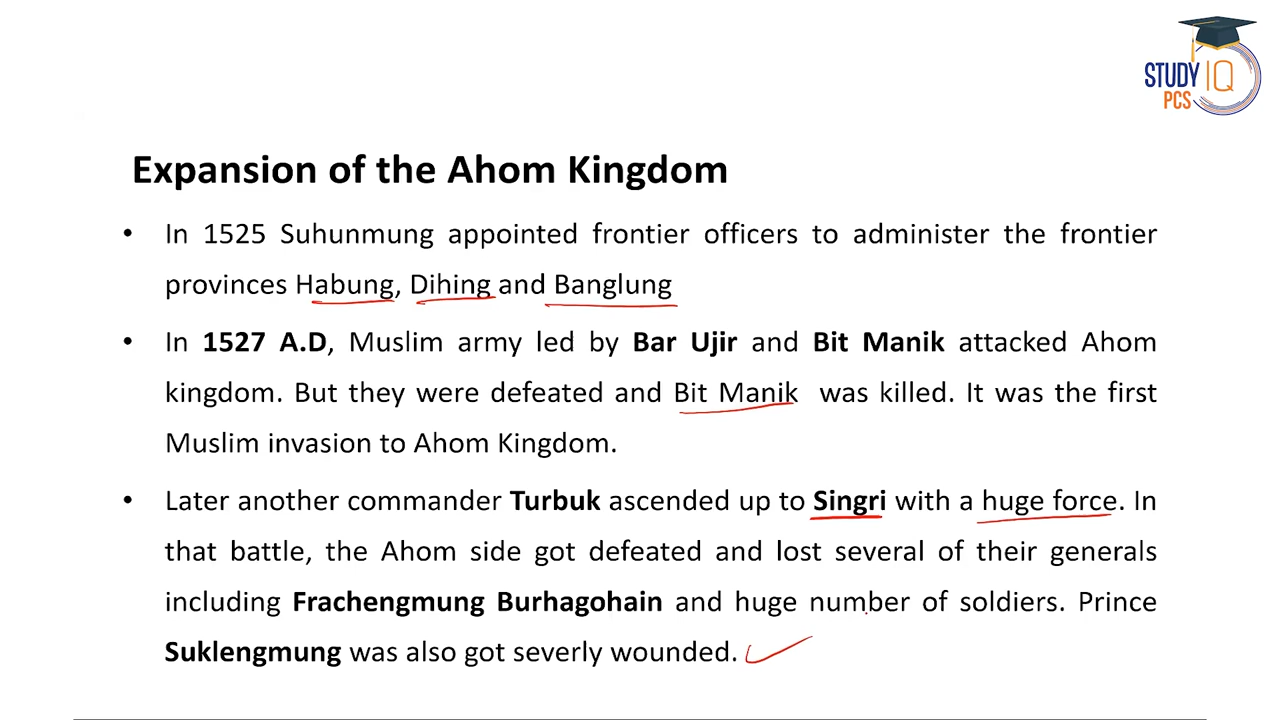 STUDY IQ
PCS
Expansion of the Ahom Kingdom
• In 1525 Suhunmung appointed frontier officers to administer the frontier
provinces Habung, Dihing and Banglung
• In 1527 A.D, Muslim army led by Bar Ujir and Bit Manik attacked Ahom
kingdom. But they were defeated and Bit Manik was killed. It was the first
Muslim invasion to Ahom Kingdom.
• Later another commander Turbuk ascended up to Singri with a huge force. In
that battle, the Ahom side got defeated and lost several of their generals
including Frachengmung Burhagohain and huge number of soldiers. Prince
Suklengmung was also got severly wounded.